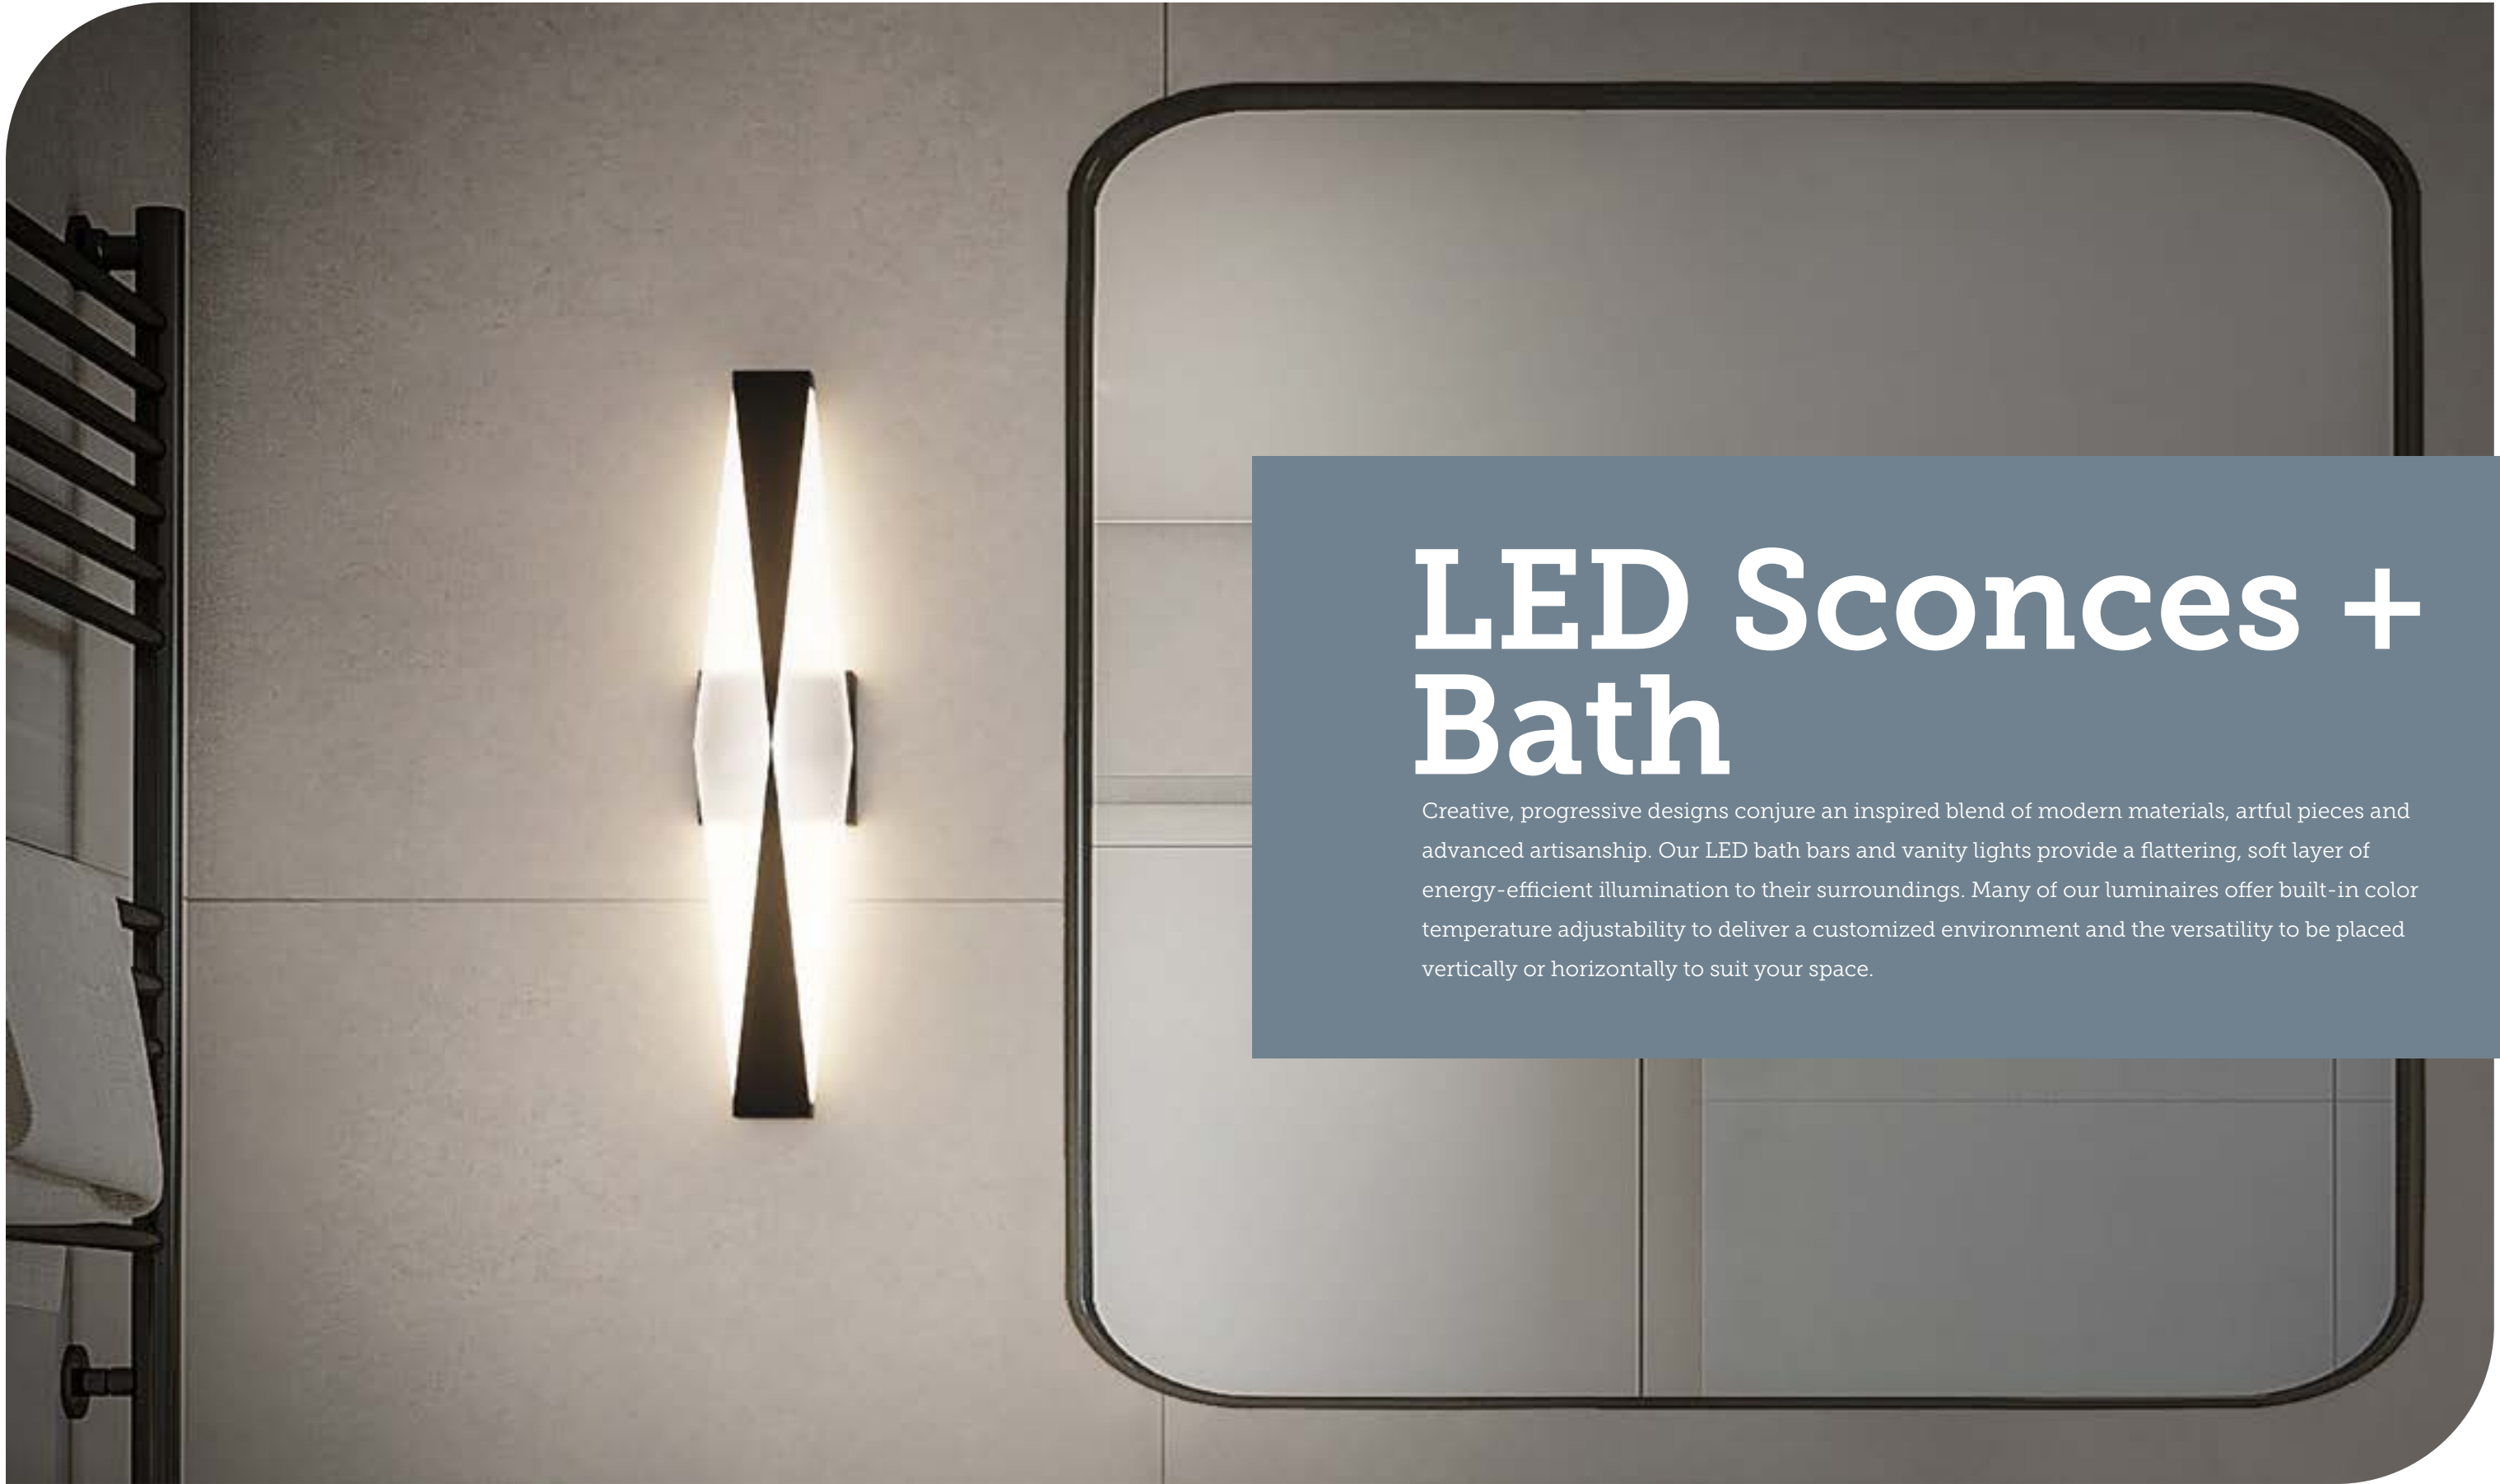 LED Sconces +
Bath
Creative, progressive designs conjure an inspired blend of modern materials, artful pieces and
advanced artisanship. Our LED bath bars and vanity lights provide a flattering, soft layer of
energy-efficient illumination to their surroundings. Many of our luminaires offer built-in color
temperature adjustability to deliver a customized environment and the versatility to be placed
vertically or horizontally to suit your space.